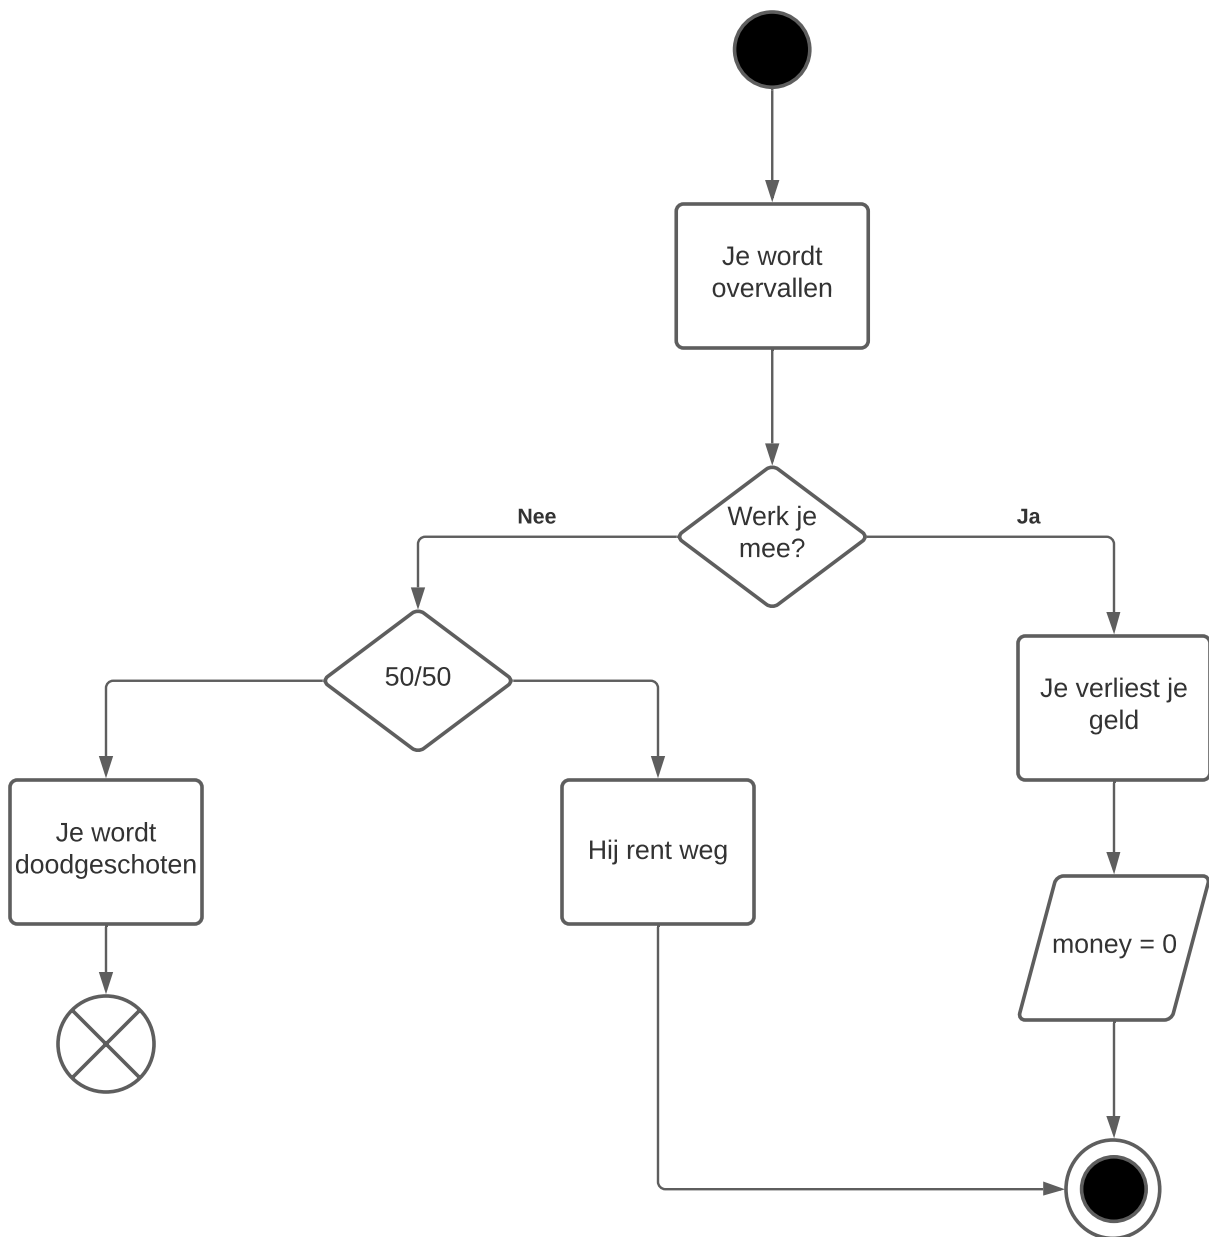 Je wordt
overvallen
Werk je
mee?
Nee
Ja
50/50
Je verliest je
geld
Je wordt
doodgeschoten
Hij rent weg
money = 0